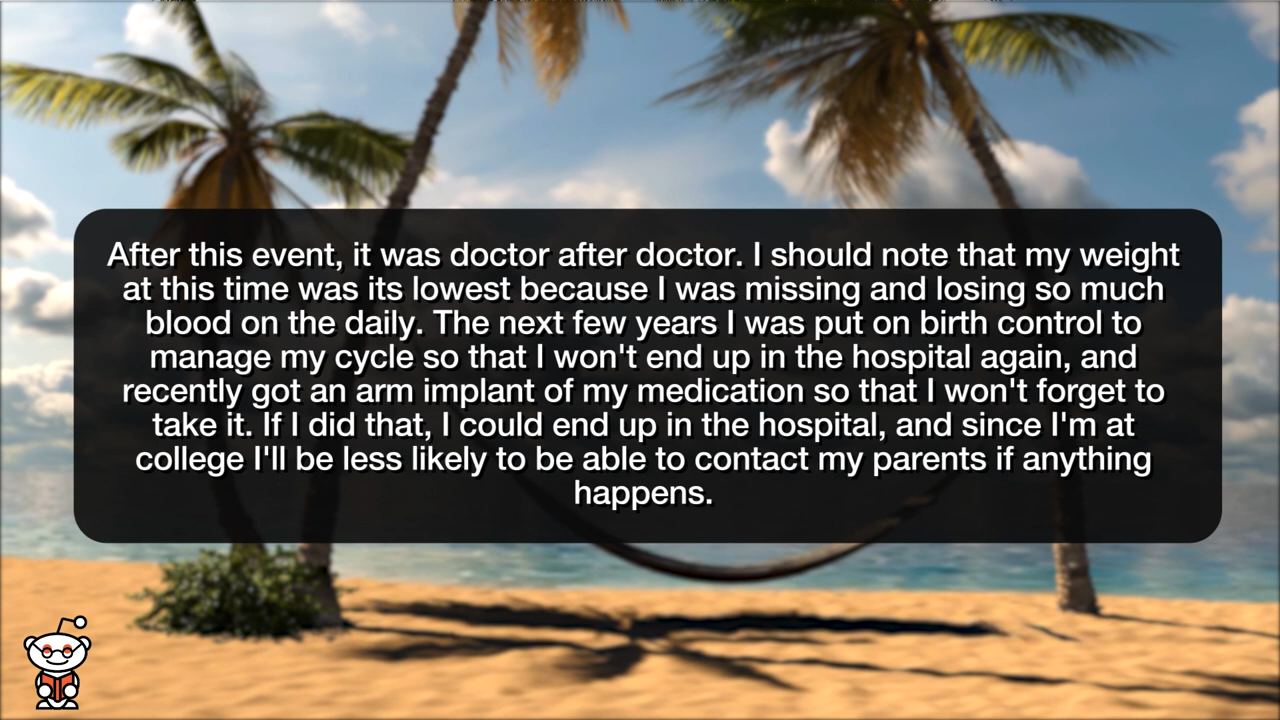 After this event, it was doctor after doctor. I should note that my weight
at this time was its lowest because I was missing and losing so much
blood on the daily. The next few years I was put on birth control to
manage my cycle so that I won't end up in the hospital again, and
recently got an arm implant of my medication so that I won't forget to
take it. If I did that, I could end up in the hospital, and since I'm at
college I'll be less likely to be able to contact my parents if anything
happens.